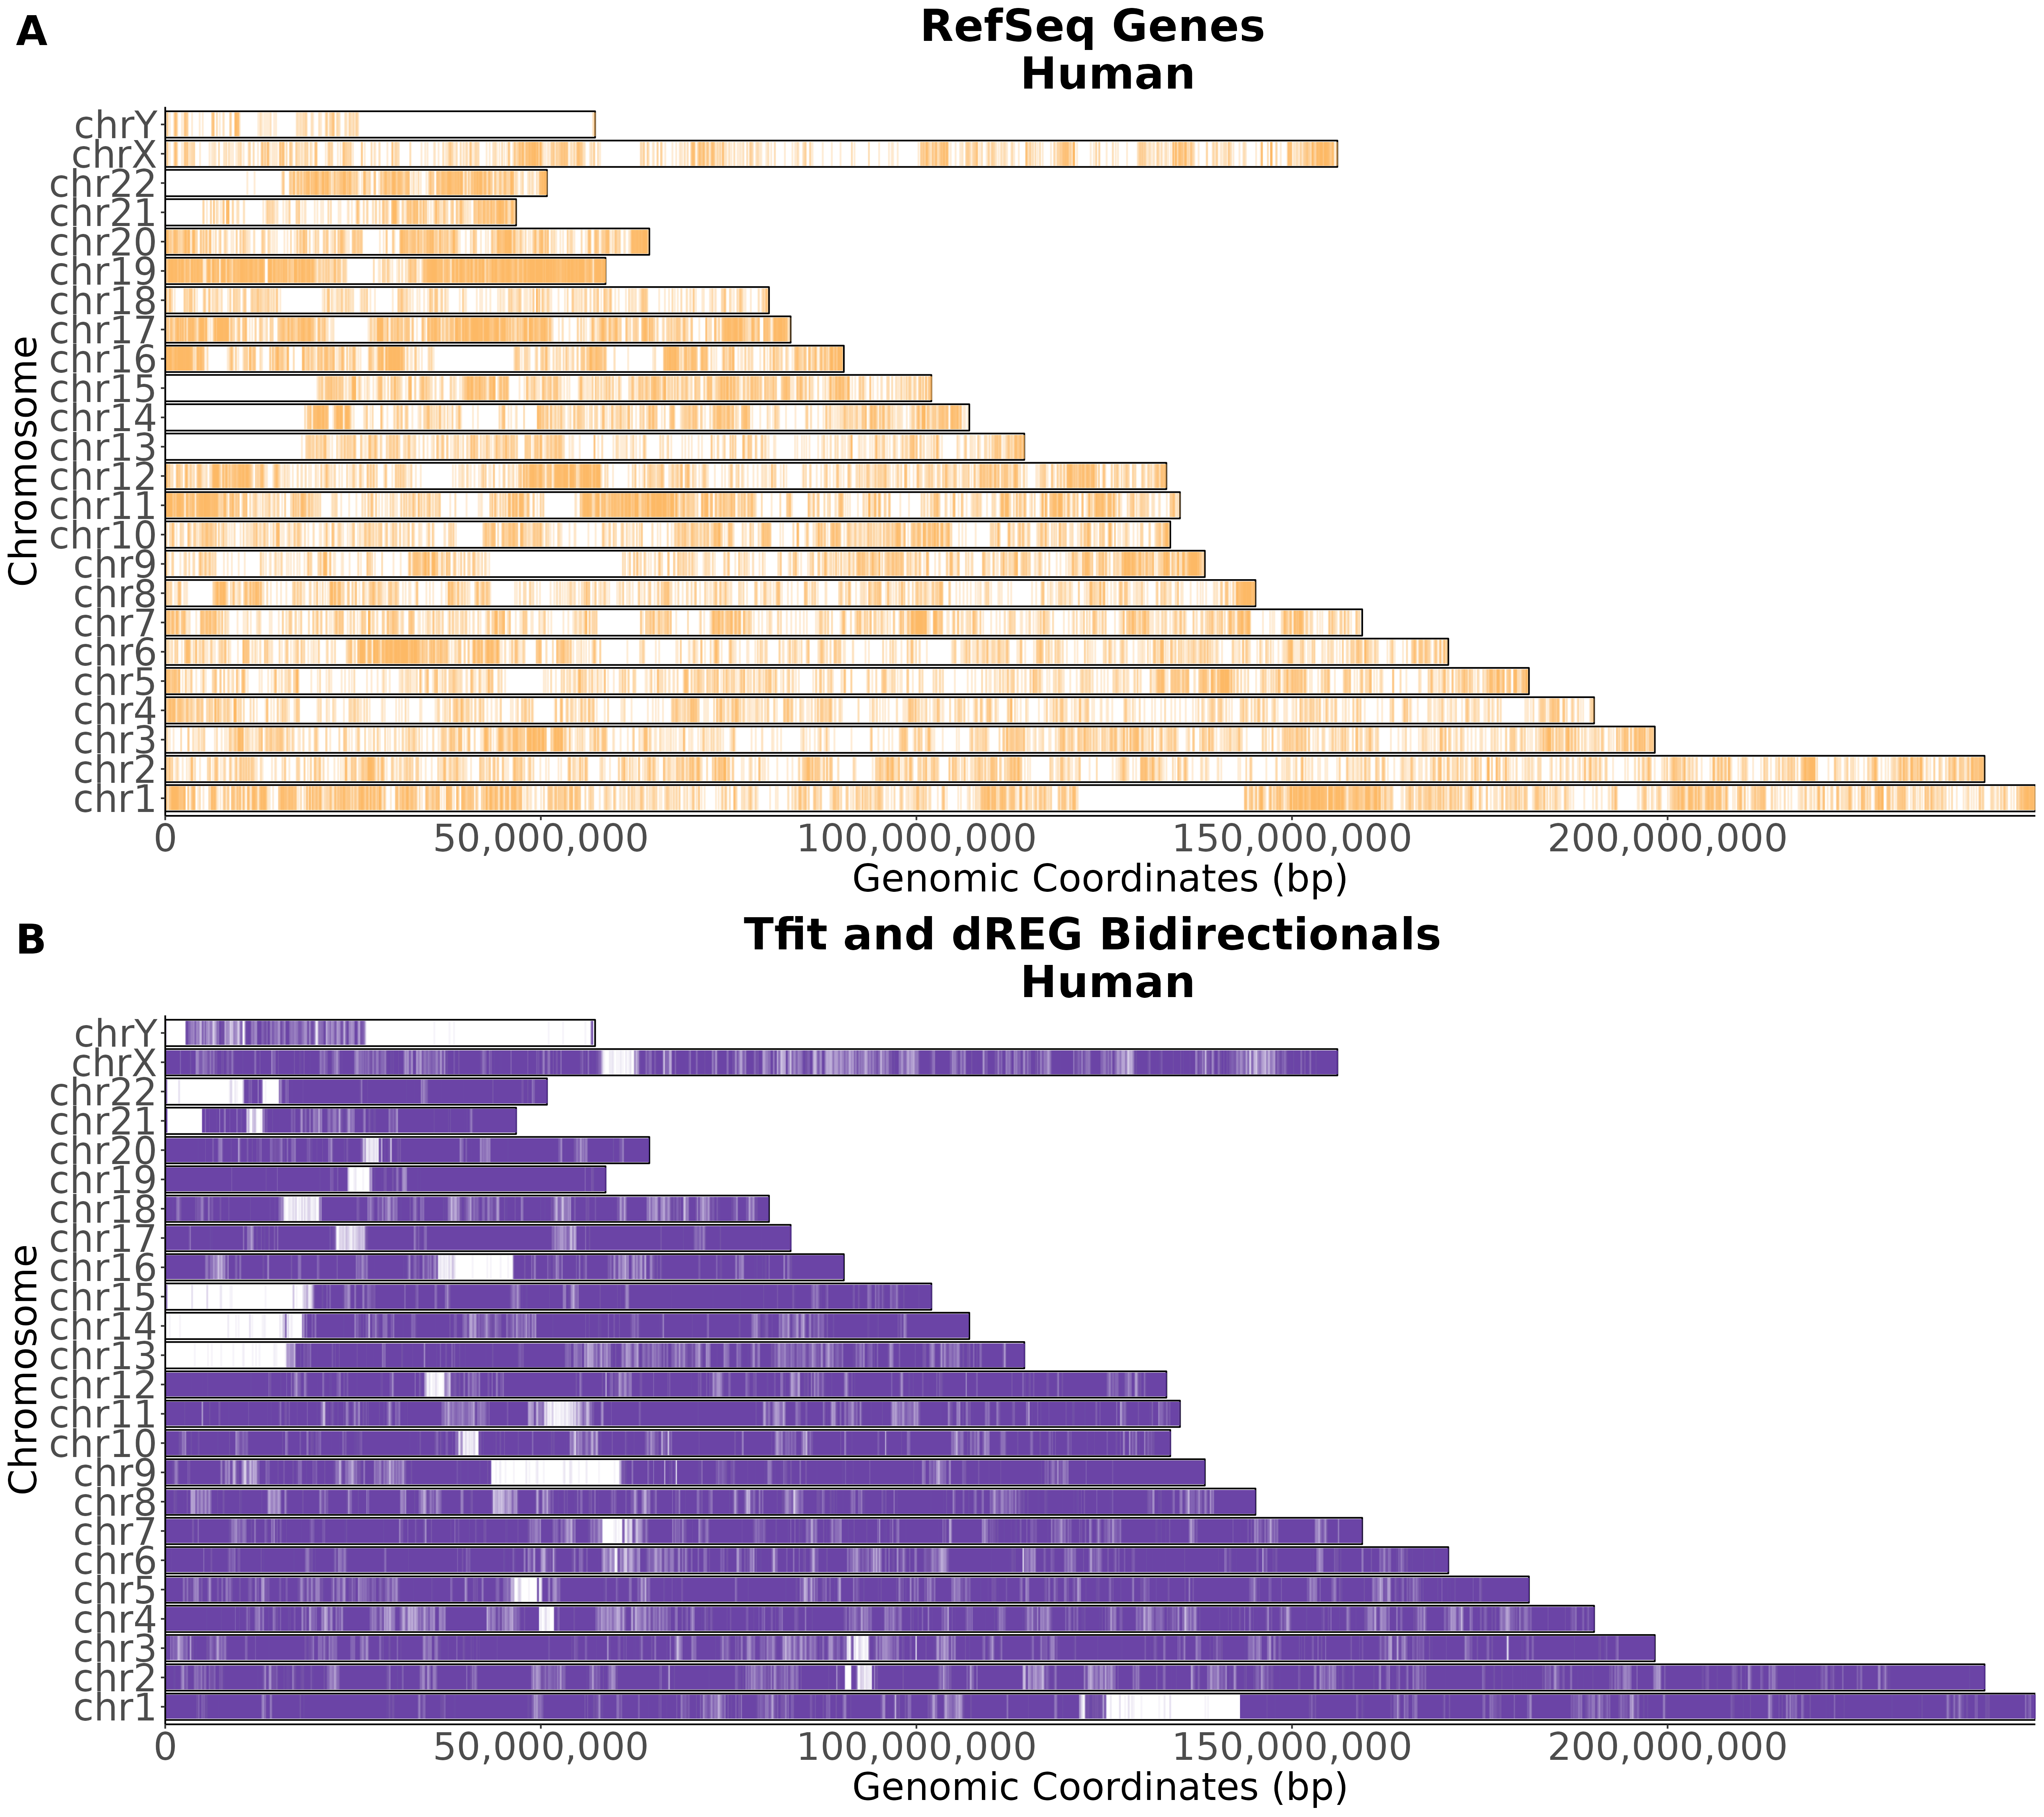 A
RefSeq Genes
Human
Chromosome
chrY
chrX
chr22
chr21
chr20
chr19
chr18
chr17
chr16
chr15
chr14
chr13
chr12
chr11
chr10
chr9
chr8
chr7
chr6
chr5
chr4
chr3
chr2
chr1
0 50,000,000 100,000,000 150,000,000 200,000,000
Genomic Coordinates (bp)
B
Tfit and dREG Bidirectionals
Human
Chromosome
chrY
chrX
chr22
chr21
chr20
chr19
chr18
chr17
chr16
chr15
chr14
chr13
chr12
chr11
chr10
chr9
chr8
chr7
chr6
chr5
chr4
chr3
chr2
chr1
0 50,000,000 100,000,000 150,000,000 200,000,000
Genomic Coordinates (bp)